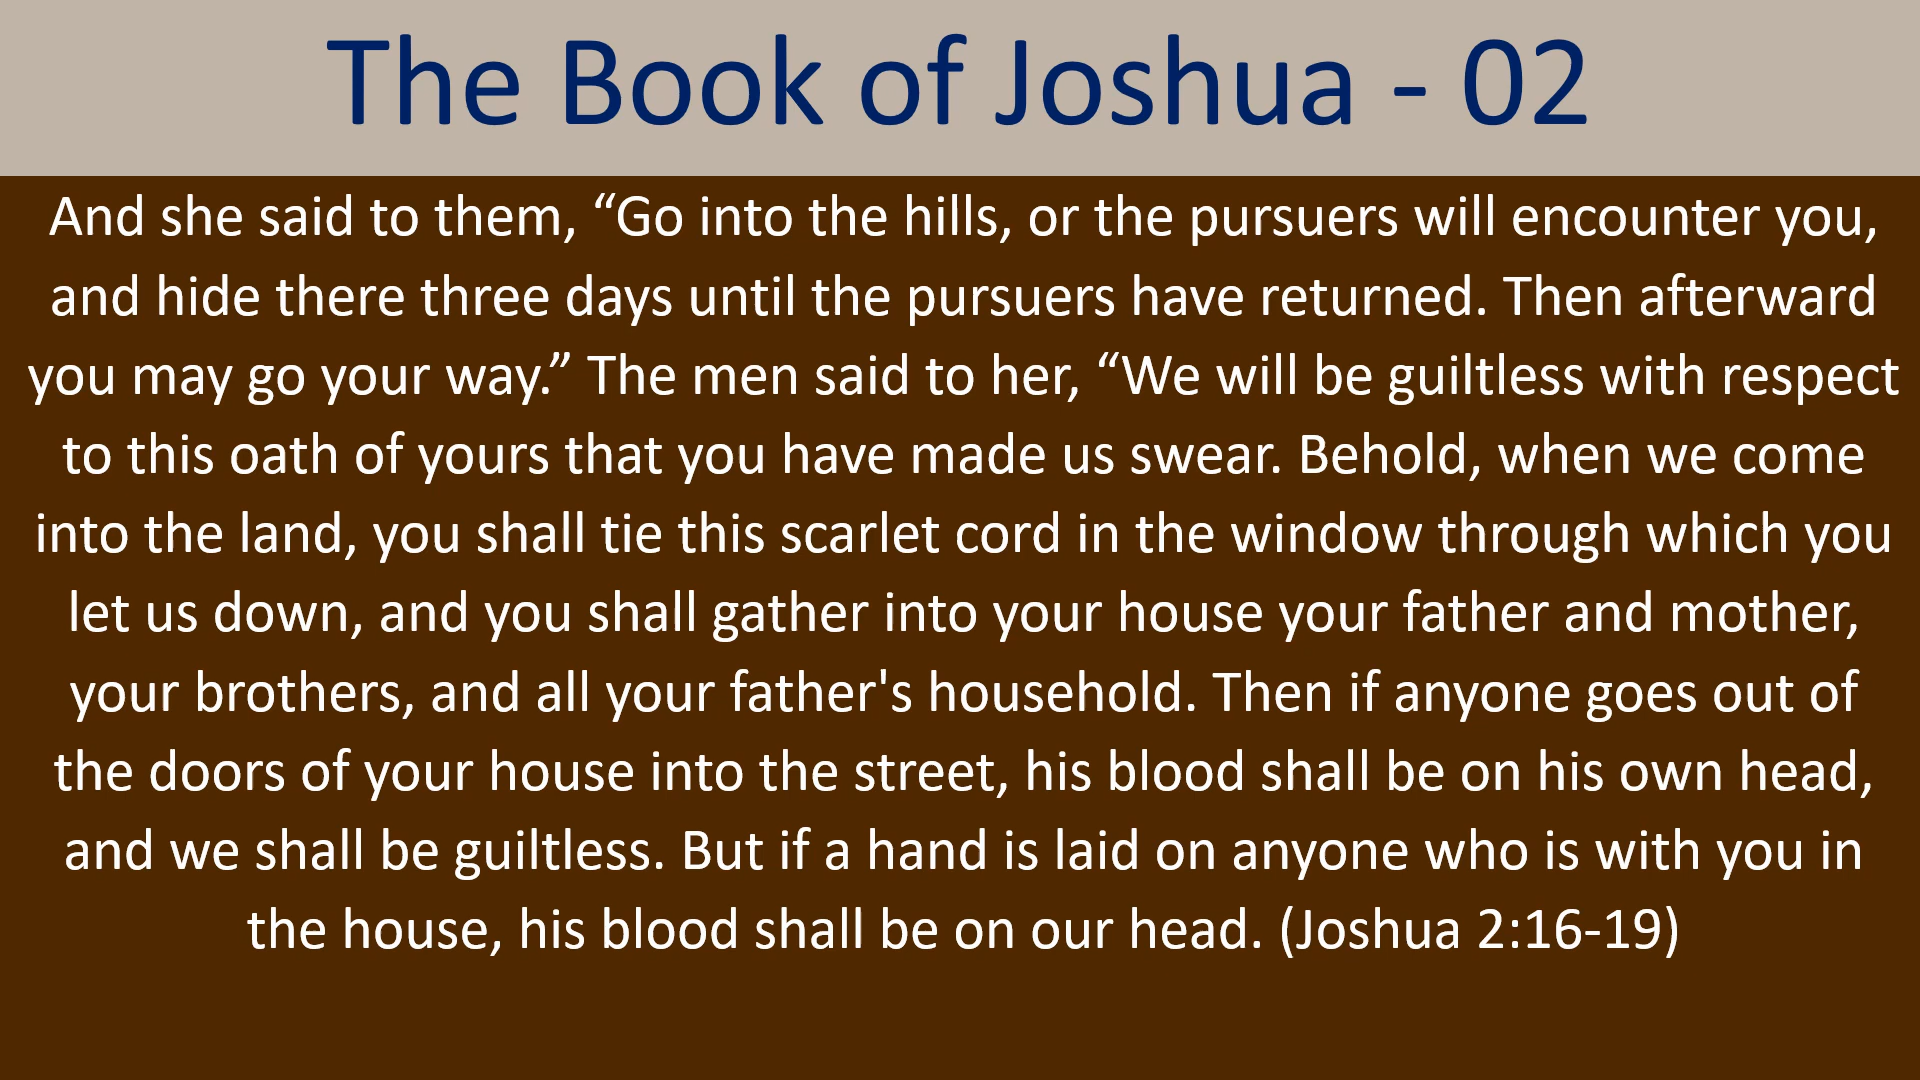 The Book of Joshua - 02
And she said to them, “Go into the hills, or the pursuers will encounter you,
and hide there three days until the pursuers have returned. Then afterward
you may go your way.” The men said to her, “We will be guiltless with respect
to this oath of yours that you have made us swear. Behold, when we come
into the land, you shall tie this scarlet cord in the window through which you
let us down, and you shall gather into your house your father and mother,
your brothers, and all your father's household. Then if anyone goes out of
the doors of your house into the street, his blood shall be on his own head,
and we shall be guiltless. But if a hand is laid on anyone who is with you in
the house, his blood shall be on our head. (Joshua 2:16-19)